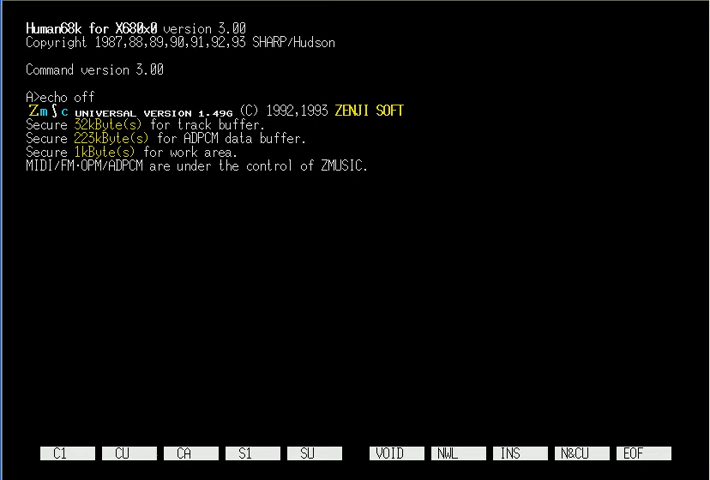 Human68k for X680x0 version 3.00
Copyright 1987,88,89,90,91,92,93 SHARP/Hudson
Command version 3.00
A>echo off
Zm∫c UNIVERSAL VERSION 1.49G (C) 1992,1993 ZENJI SOFT
Secure 32kByte(s) for track buffer.
Secure 223kByte(s) for ADPCM data buffer.
Secure 1kByte(s) for work area.
MIDI/FM·OPM/ADPCM are under the control of ZMUSIC.
C1 CU CA S1 SU VOID NWL INS N&CU EOF